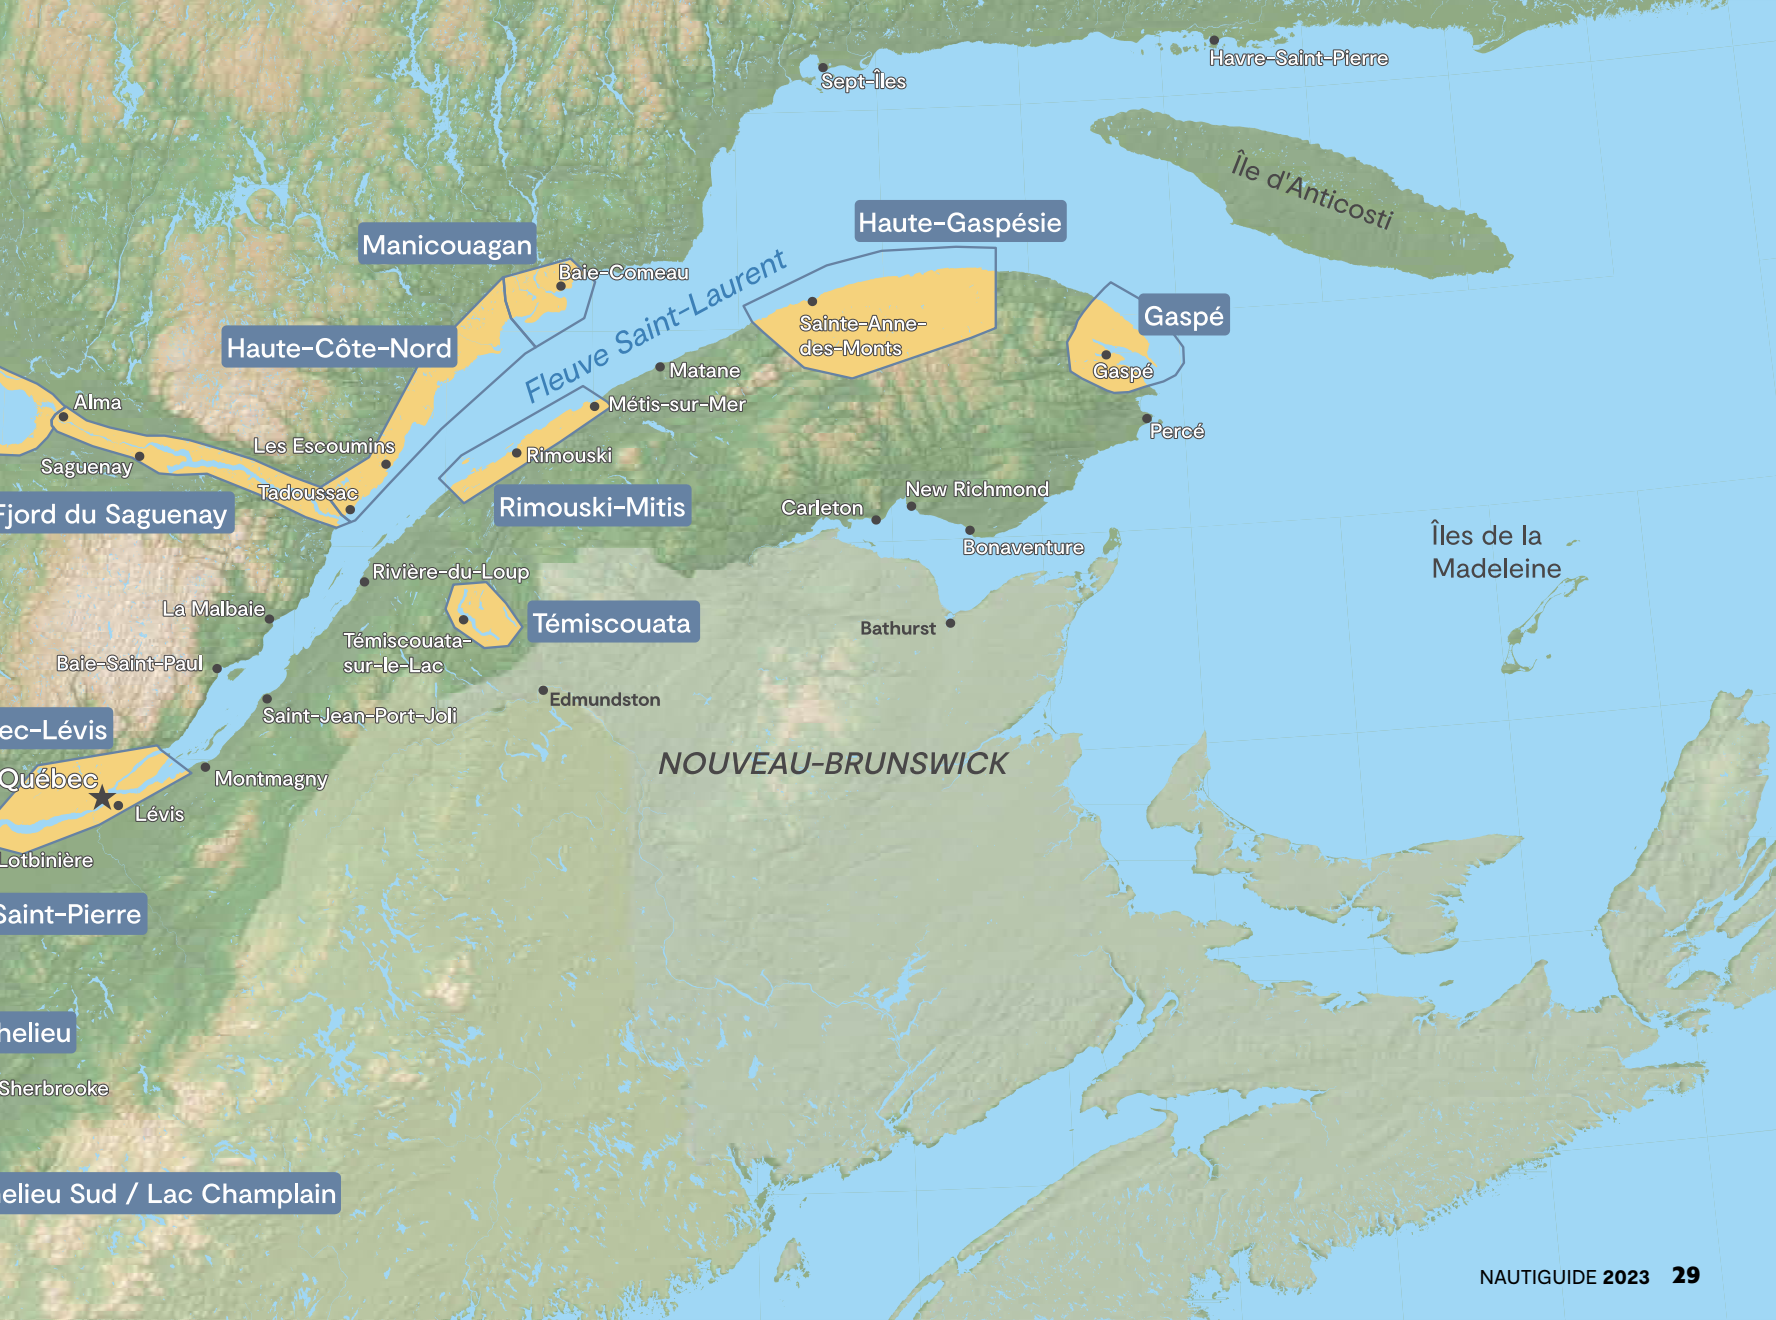 Havre-Saint-Pierre
Sept-Îles
Île d'Anticosti
Haute-Gaspésie
Manicouagan
Baie-Comeau
Fleuve Saint-Laurent
Gaspé
Sainte-Anne-
des-Monts
Haute-Côte-Nord
Gaspé
Matane
Alma
Métis-sur-Mer
Percé
Les Escoumins
Saguenay
Rimouski
Tadoussac
Fjord du Saguenay
Rimouski-Mitis
New Richmond
Carleton
Bonaventure
Îles de la
Madeleine
Rivière-du-Loup
La Malbaie
Témiscouata
Bathurst
Témiscouata-
sur-le-Lac
Baie-Saint-Paul
Edmundston
Saint-Jean-Port-Joli
ec-Lévis
NOUVEAU-BRUNSWICK
Québec
Montmagny
Lévis
Lotbinière
Saint-Pierre
helieu
Sherbrooke
elieu Sud / Lac Champlain
NAUTIGUIDE 2023 29